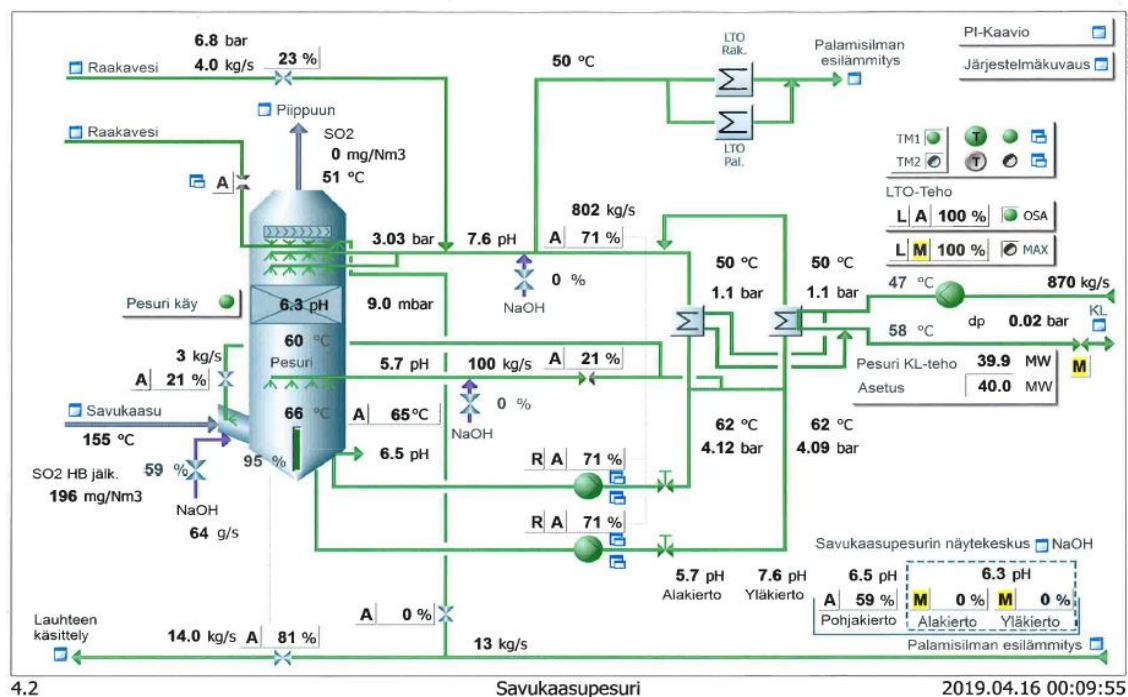 6.8 bar
4.0 kg/s
23 %
Raakavesi
Piippuun
SO2
0 mg/Nm3
51 °C
Raakavesi
A
LTO
Rak.
50 °C
LTO
Pal.
Palamisilman
esilämmitys
PI-Kaavio
Järjestelmäkuvaus
TM1
T
TM2
T
LTO-Teho
L A 100 % OSA
L M 100 % MAX
802 kg/s
3.03 bar
7.6 pH
A 71 %
0 %
NaOH
50 °C
1.1 bar
50 °C
1.1 bar
47 °C
870 kg/s
dp 0.02 bar
KL
58 °C
M
Pesuri KL-teho 39.9 MW
Asetus 40.0 MW
Pesuri käy
6.3 pH
9.0 mbar
60 °C
Pesuri
3 kg/s
A 21 %
5.7 pH
100 kg/s
A 21 %
0 %
NaOH
Savukaasu
155 °C
66 °C
A 65°C
95 %
6.5 pH
SO2 HB jälk.
196 mg/Nm3
59 %
NaOH
64 g/s
62 °C
4.12 bar
62 °C
4.09 bar
R A 71 %
R A 71 %
5.7 pH
Alakierto
7.6 pH
Yläkierto
Savukaasupesurin näytekeskus NaOH
6.5 pH
A 59 %
Pohjakierto
6.3 pH
M 0 %
Alakierto
M 0 %
Yläkierto
A 0 %
Lauhteen
käsittely
14.0 kg/s
A 81 %
13 kg/s
Palamisilman esilämmitys
4.2
Savukaasupesuri
2019.04.16 00:09:55